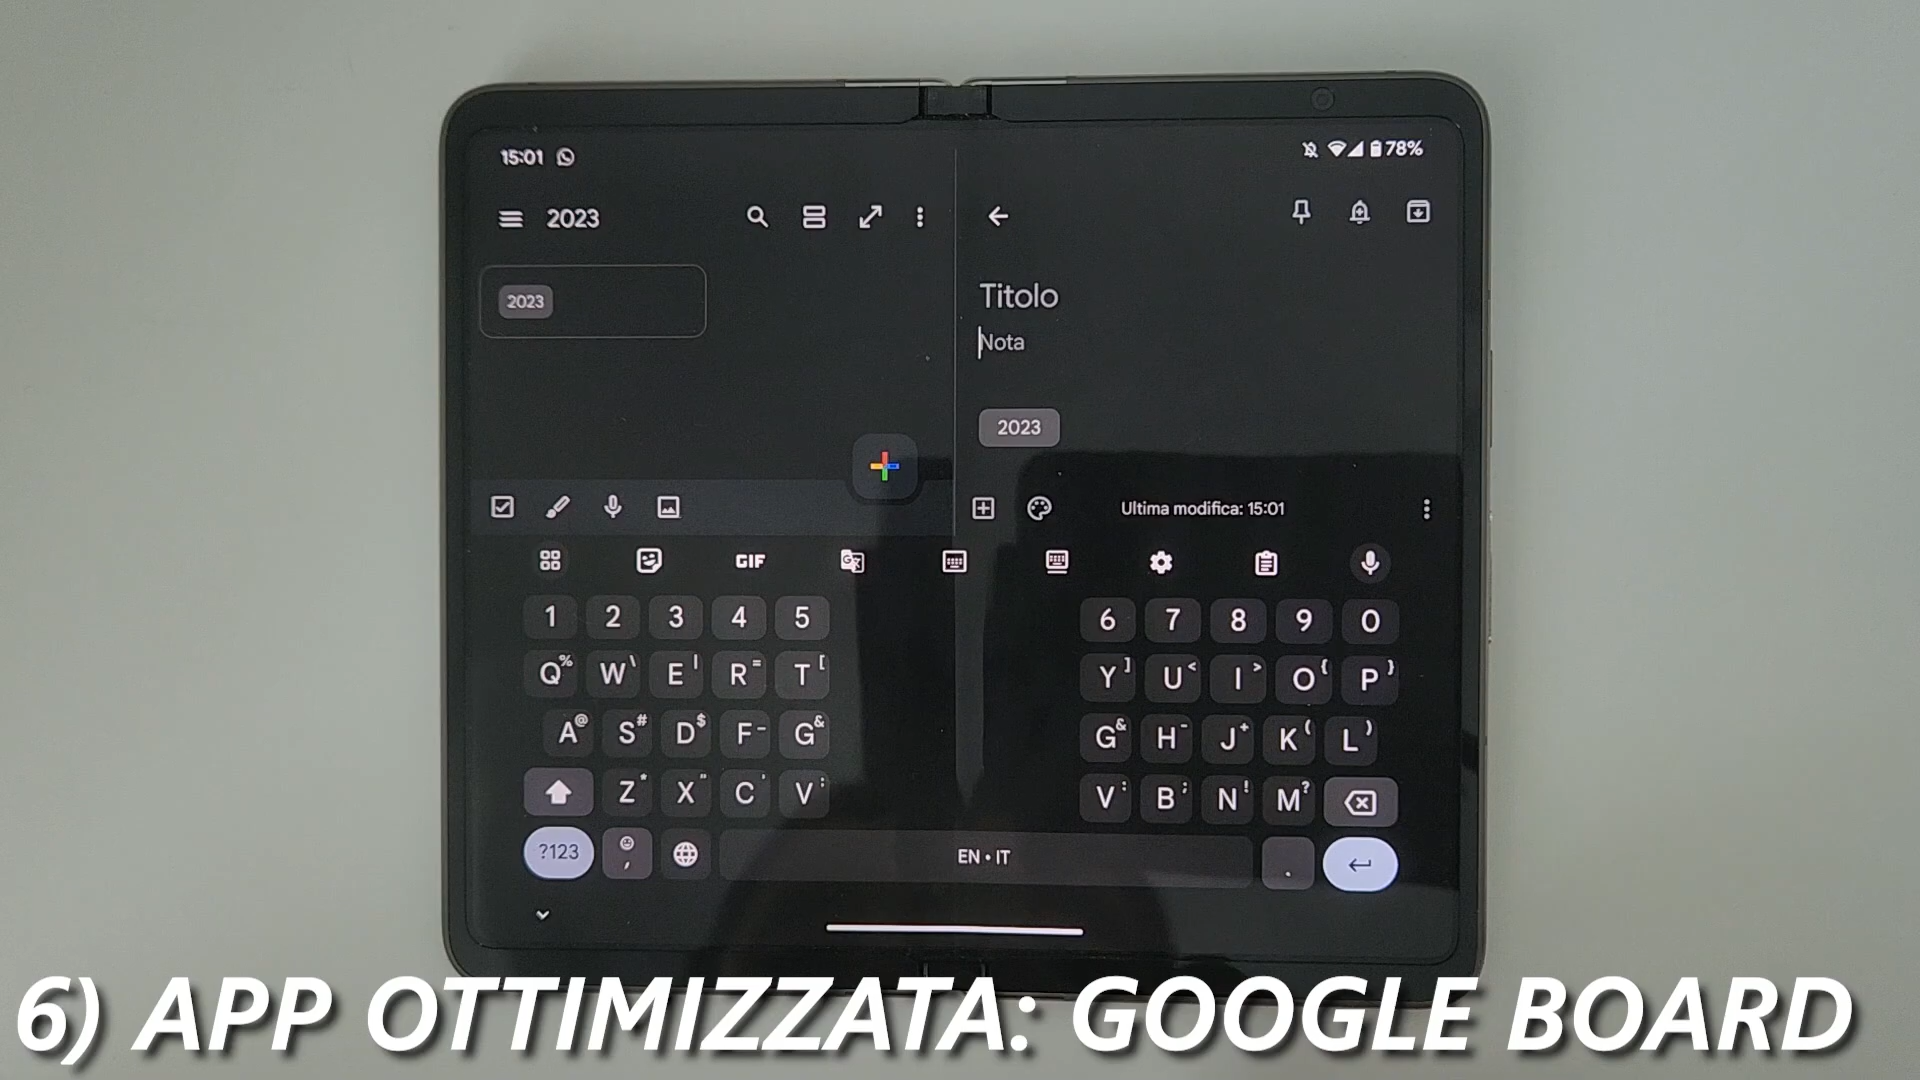 15:01
78%
2023
2023
Titolo
Nota
2023
Ultima modifica: 15:01
GIF
1 2 3 4 5 6 7 8 9 0
Q% W\ E| R= T[ Y] U< I> O{ P}
A@ S# D$ F- G& G& H- J+ K( L)
Z* X" C' V: V: B; N! M?
?123 , EN • IT .
6) APP OTTIMIZZATA: GOOGLE BOARD